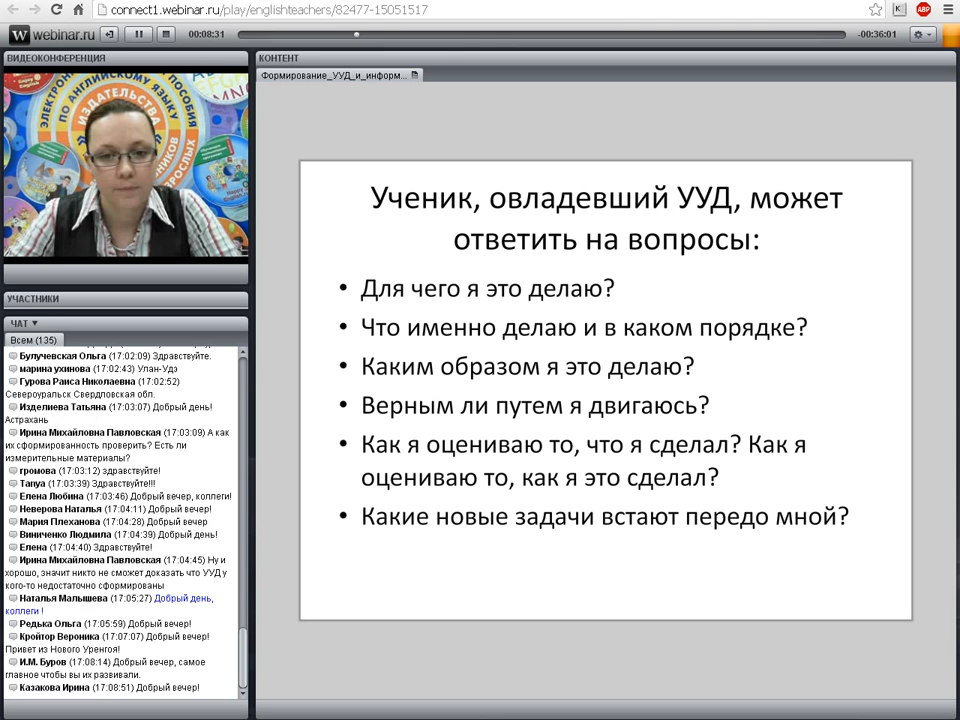 connect1.webinar.ru/play/englishteachers/82477-15051517
webinar.ru
00:08:31
-00:36:01
ВИДЕОКОНФЕРЕНЦИЯ
ЭЛЕКТРОН
ПО АНГЛИЙСКОМУ ЯЗЫКУ
ПОСОБИЯ
ИЗДАТЕЛЬСТВА
УЧАСТНИКИ
ЧАТ
Всем (135)
Булучевская Ольга (17:02:09) Здравствуйте.
марина ухинова (17:02:43) Улан-Удэ
Гурова Раиса Николаевна (17:02:52)
Североуральск Свердловская обл.
Изделиева Татьяна (17:03:07) Добрый день!
Астрахань
Ирина Михайловна Павловская (17:03:09) А как
их сформированность проверить? Есть ли
измерительные материалы?
громова (17:03:12) здравствуйте!
Tanya (17:03:39) Здравствуйте!!!
Елена Любина (17:03:46) Добрый вечер, коллеги!
Неверова Наталья (17:04:11) Добрый вечер!
Мария Плеханова (17:04:28) Добрый вечер
Виниченко Людмила (17:04:39) Добрый день!
Елена (17:04:40) Здравствуйте!
Ирина Михайловна Павловская (17:04:45) Ну и
хорошо, значит никто не сможет доказать что УУД у
кого-то недостаточно сформированы
Наталья Малышева (17:05:27) Добрый день,
коллеги !
Редька Ольга (17:05:59) Добрый вечер!
Кройтор Вероника (17:07:07) Добрый вечер!
Привет из Нового Уренгоя!
И.М. Буров (17:08:14) Добрый вечер, самое
главное чтобы вы их развивали.
Казакова Ирина (17:08:51) Добрый вечер!
КОНТЕНТ
Формирование_УУД_и_информ...
Ученик, овладевший УУД, может
ответить на вопросы:
• Для чего я это делаю?
• Что именно делаю и в каком порядке?
• Каким образом я это делаю?
• Верным ли путем я двигаюсь?
• Как я оцениваю то, что я сделал? Как я
оцениваю то, как я это сделал?
• Какие новые задачи встают передо мной?